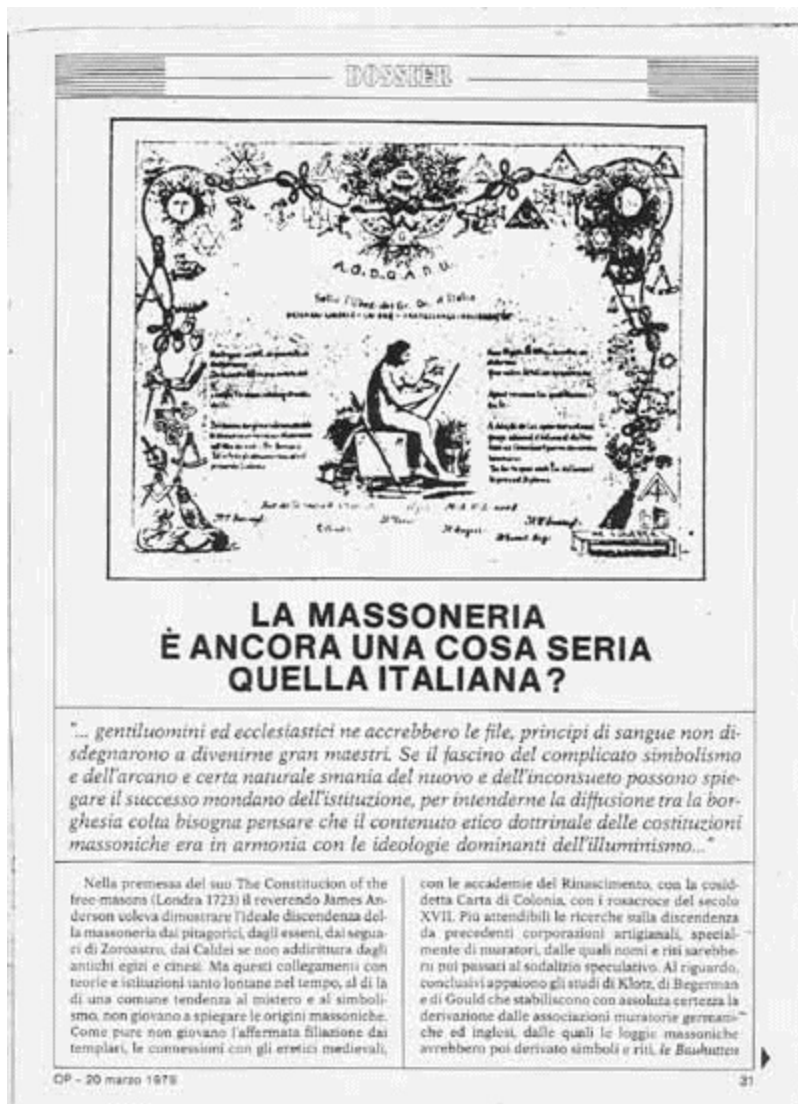 DOSSIER
A.G.D.G.A.D.U.
LA MASSONERIA
È ANCORA UNA COSA SERIA
QUELLA ITALIANA?
"... gentiluomini ed ecclesiastici ne accrebbero le file, principi di sangue non di-
sdegnarono a divenirne gran maestri. Se il fascino del complicato simbolismo
e dell'arcano e certa naturale smania del nuovo e dell'inconsueto possono spie-
gare il successo mondano dell'istituzione, per intenderne la diffusione tra la bor-
ghesia colta bisogna pensare che il contenuto etico dottrinale delle costituzioni
massoniche era in armonia con le ideologie dominanti dell'illuminismo..."
Nella premessa del suo The Constitucion of the
free-masons (Londra 1723) il reverendo James An-
derson voleva dimostrare l'ideale discendenza del-
la massoneria dai pitagorici, dagli esseni, dai segua-
ci di Zoroastro, dai Caldei se non addirittura dagli
antichi egizi e cinesi. Ma questi collegamenti con
teorie e istituzioni tanto lontane nel tempo, al di là
di una comune tendenza al mistero e al simboli-
smo, non giovano a spiegare le origini massoniche.
Come pure non giovano l'affermata filiazione dai
templari, le connessioni con gli eretici medievali,
con le accademie del Rinascimento, con la cosid-
detta Carta di Colonia, con i rosacroce del secolo
XVII. Più attendibili le ricerche sulla discendenza
da precedenti corporazioni artigianali, special-
mente di muratori, dalle quali nomi e riti sarebbe-
ro poi passati al sodalizio speculativo. Al riguardo,
conclusivi appaiono gli studi di Klotz, di Begerman
e di Gould che stabiliscono con assoluta certezza la
derivazione dalle associazioni muratorie germani-
che ed inglesi, dalle quali le loggie massoniche
avrebbero poi derivato simboli e riti, le Bauhutten
OP - 20 marzo 1979
31